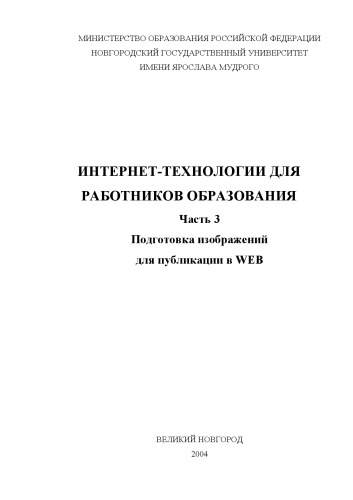 МИНИСТЕРСТВО ОБРАЗОВАНИЯ РОССИЙСКОЙ ФЕДЕРАЦИИ
НОВГОРОДСКИЙ ГОСУДАРСТВЕННЫЙ УНИВЕРСИТЕТ
ИМЕНИ ЯРОСЛАВА МУДРОГО
ИНТЕРНЕТ-ТЕХНОЛОГИИ ДЛЯ
РАБОТНИКОВ ОБРАЗОВАНИЯ
Часть 3
Подготовка изображений
для публикации в WEB
ВЕЛИКИЙ НОВГОРОД
2004